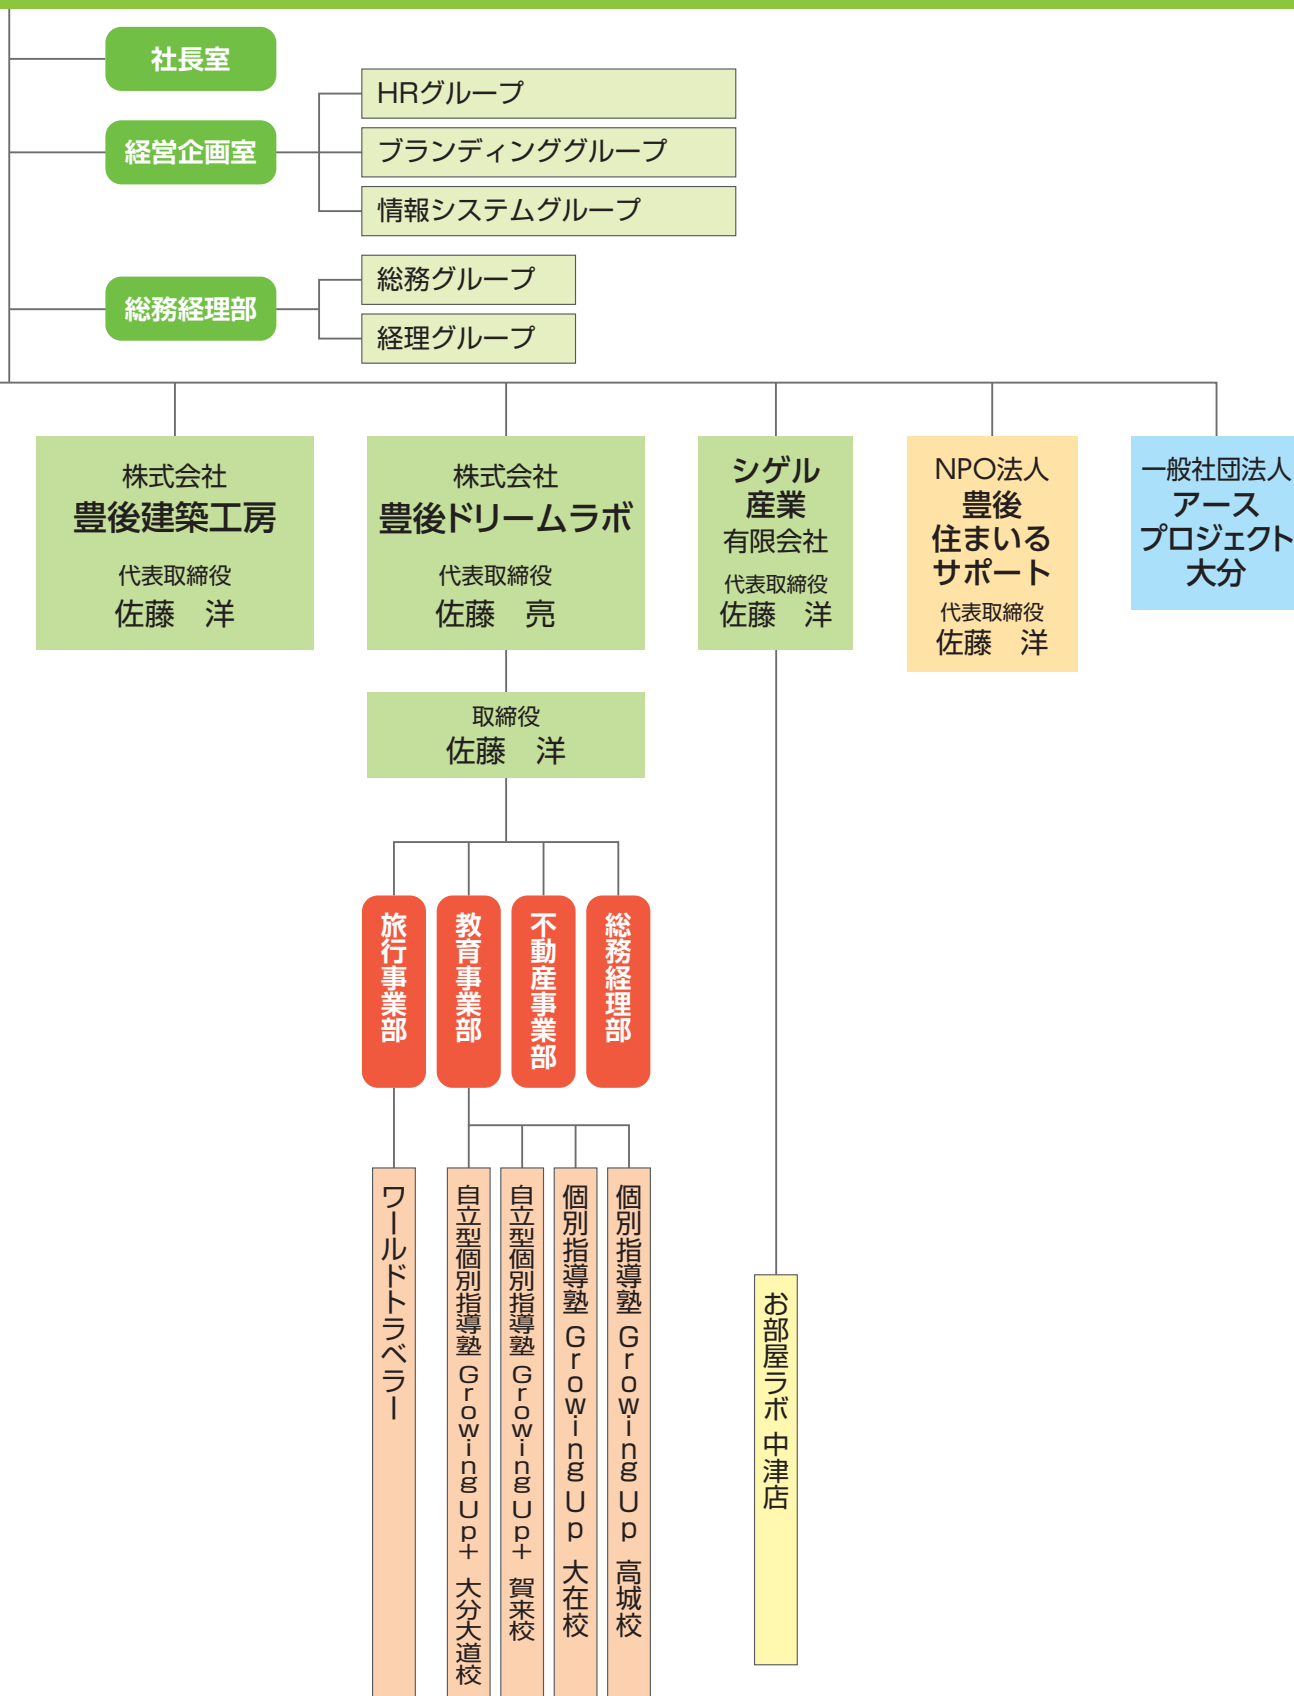 社長室
経営企画室
HRグループ
ブランディンググループ
情報システムグループ
総務経理部
総務グループ
経理グループ
株式会社
豊後建築工房
代表取締役
佐藤　洋
株式会社
豊後ドリームラボ
代表取締役
佐藤　亮
取締役
佐藤　洋
シゲル
産業
有限会社
代表取締役
佐藤　洋
NPO法人
豊後
住まいる
サポート
代表取締役
佐藤　洋
一般社団法人
アース
プロジェクト
大分
旅行事業部
教育事業部
不動産事業部
総務経理部
ワールドトラベラー
自立型個別指導塾 Growing Up+ 大分大道校
自立型個別指導塾 Growing Up+ 賀来校
個別指導塾 Growing Up 大在校
個別指導塾 Growing Up 高城校
お部屋ラボ 中津店